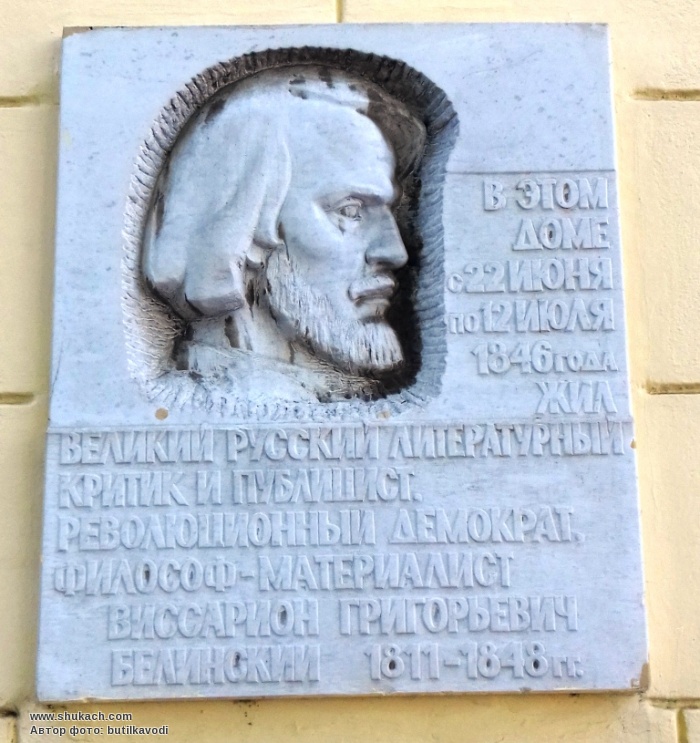 В ЭТОМ
ДОМЕ
с 22 ИЮНЯ
по 12 ИЮЛЯ
1846 года
ЖИЛ
ВЕЛИКИЙ РУССКИЙ ЛИТЕРАТУРНЫЙ
КРИТИК И ПУБЛИЦИСТ,
РЕВОЛЮЦИОННЫЙ ДЕМОКРАТ,
ФИЛОСОФ-МАТЕРИАЛИСТ
ВИССАРИОН ГРИГОРЬЕВИЧ
БЕЛИНСКИЙ 1811-1848 гг.
www.shukach.com
Автор фото: butilkavodi